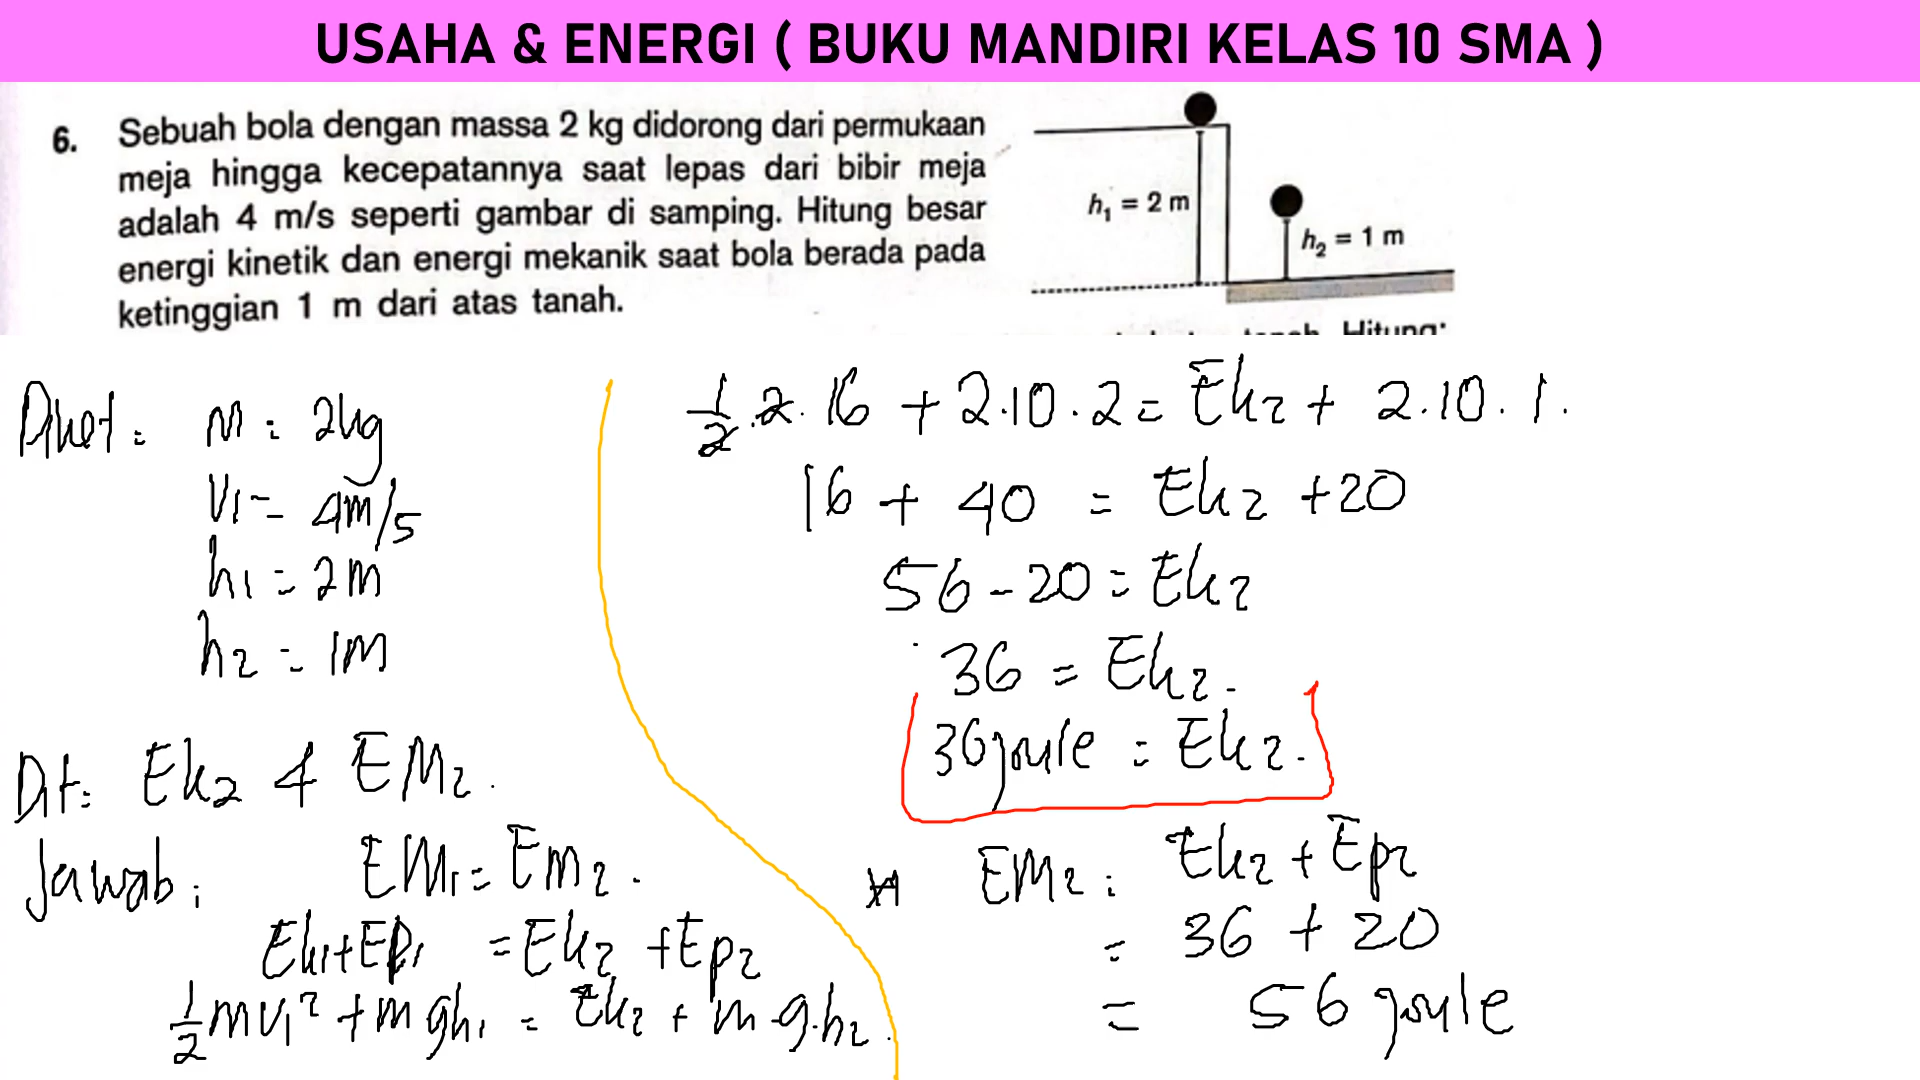 USAHA & ENERGI ( BUKU MANDIRI KELAS 10 SMA )
6. Sebuah bola dengan massa 2 kg didorong dari permukaan
meja hingga kecepatannya saat lepas dari bibir meja
adalah 4 m/s seperti gambar di samping. Hitung besar
energi kinetik dan energi mekanik saat bola berada pada
ketinggian 1 m dari atas tanah.
h₁ = 2 m
h₂ = 1 m
Hitung:
Diket: m = 2kg
V1 = 4m/s
h1 = 2m
h2 = 1m
Dit: Ek2 & EM2.
Jawab:
EM1 = Em2.
Ek1+Ep1 = Ek2 + Ep2
1/2 mv1² + mgh1 = Ek2 + m.g.h2.
1/2.2.16 + 2.10.2 = Ek2 + 2.10.1.
16 + 40 = Ek2 + 20
56 - 20 = Ek2
36 = Ek2.
36 joule = Ek2.
EM2 = Ek2 + Ep2
= 36 + 20
= 56 joule